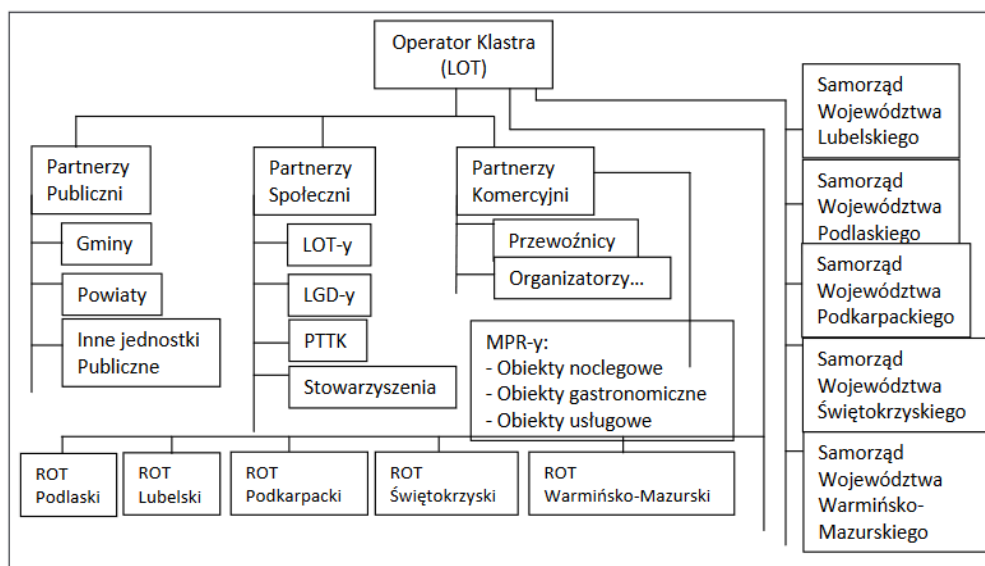 Operator Klastra
(LOT)
Partnerzy
Publiczni
Gminy
Powiaty
Inne jednostki
Publiczne
Partnerzy
Społeczni
LOT-y
LGD-y
PTTK
Stowarzyszenia
Partnerzy
Komercyjni
Przewoźnicy
Organizatorzy...
MPR-y:
- Obiekty noclegowe
- Obiekty gastronomiczne
- Obiekty usługowe
Samorząd
Województwa
Lubelskiego
Samorząd
Województwa
Podlaskiego
Samorząd
Województwa
Podkarpackiego
Samorząd
Województwa
Świętokrzyskiego
Samorząd
Województwa
Warmińsko-
Mazurskiego
ROT
Podlaski
ROT
Lubelski
ROT
Podkarpacki
ROT
Świętokrzyski
ROT
Warmińsko-Mazurski